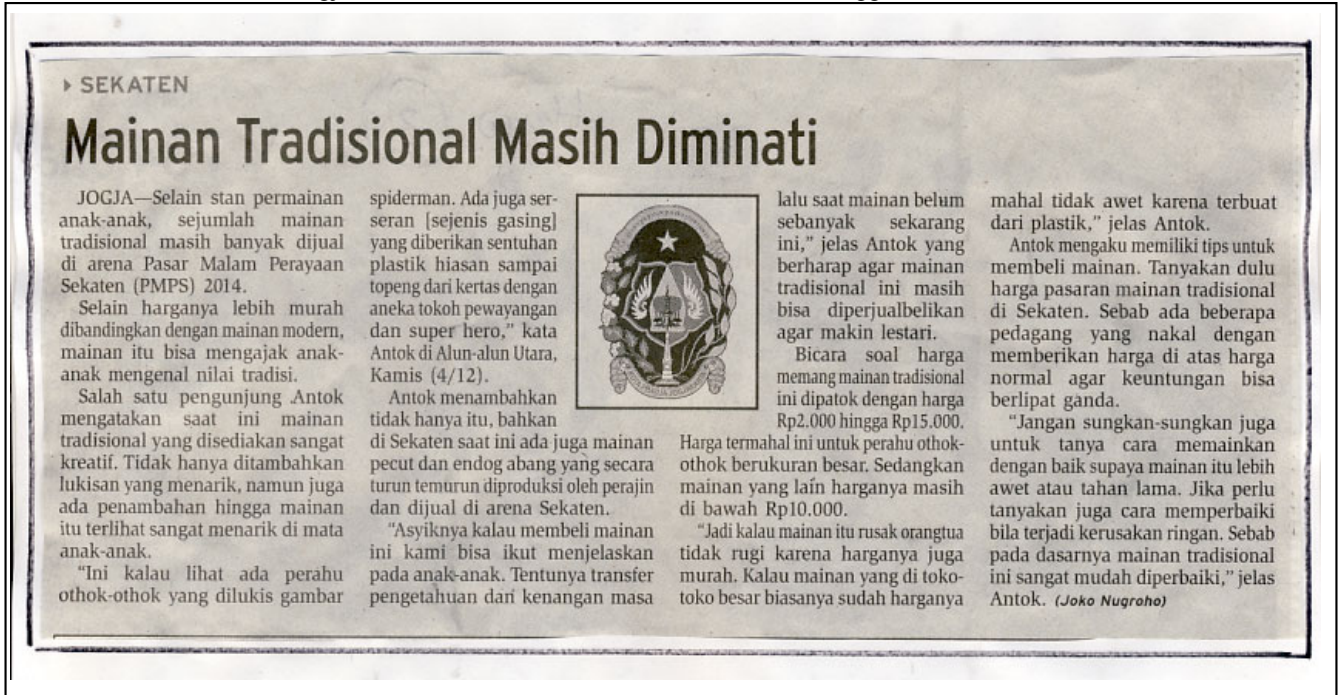 SEKATEN
Mainan Tradisional Masih Diminati
JOGJA—Selain stan permainan
anak-anak, sejumlah mainan
tradisional masih banyak dijual
di arena Pasar Malam Perayaan
Sekaten (PMPS) 2014.
Selain harganya lebih murah
dibandingkan dengan mainan modern,
mainan itu bisa mengajak anak-
anak mengenal nilai tradisi.
Salah satu pengunjung Antok
mengatakan saat ini mainan
tradisional yang disediakan sangat
kreatif. Tidak hanya ditambahkan
lukisan yang menarik, namun juga
ada penambahan hingga mainan
itu terlihat sangat menarik di mata
anak-anak.
"Ini kalau lihat ada perahu
othok-othok yang dilukis gambar
spiderman. Ada juga ser-
seran [sejenis gasing]
yang diberikan sentuhan
plastik hiasan sampai
topeng dari kertas dengan
aneka tokoh pewayangan
dan super hero," kata
Antok di Alun-alun Utara,
Kamis (4/12).
Antok menambahkan
tidak hanya itu, bahkan
di Sekaten saat ini ada juga mainan
pecut dan endog abang yang secara
turun temurun diproduksi oleh perajin
dan dijual di arena Sekaten.
"Asyiknya kalau membeli mainan
ini kami bisa ikut menjelaskan
pada anak-anak. Tentunya transfer
pengetahuan dari kenangan masa
lalu saat mainan belum
sebanyak sekarang
ini," jelas Antok yang
berharap agar mainan
tradisional ini masih
bisa diperjualbelikan
agar makin lestari.
Bicara soal harga
memang mainan tradisional
ini dipatok dengan harga
Rp2.000 hingga Rp15.000.
Harga termahal ini untuk perahu othok-
othok berukuran besar. Sedangkan
mainan yang lain harganya masih
di bawah Rp10.000.
"Jadi kalau mainan itu rusak orangtua
tidak rugi karena harganya juga
murah. Kalau mainan yang di toko-
toko besar biasanya sudah harganya
mahal tidak awet karena terbuat
dari plastik," jelas Antok.
Antok mengaku memiliki tips untuk
membeli mainan. Tanyakan dulu
harga pasaran mainan tradisional
di Sekaten. Sebab ada beberapa
pedagang yang nakal dengan
memberikan harga di atas harga
normal agar keuntungan bisa
berlipat ganda.
"Jangan sungkan-sungkan juga
untuk tanya cara memainkan
dengan baik supaya mainan itu lebih
awet atau tahan lama. Jika perlu
tanyakan juga cara memperbaiki
bila terjadi kerusakan ringan. Sebab
pada dasarnya mainan tradisional
ini sangat mudah diperbaiki," jelas
Antok. (Joko Nugroho)